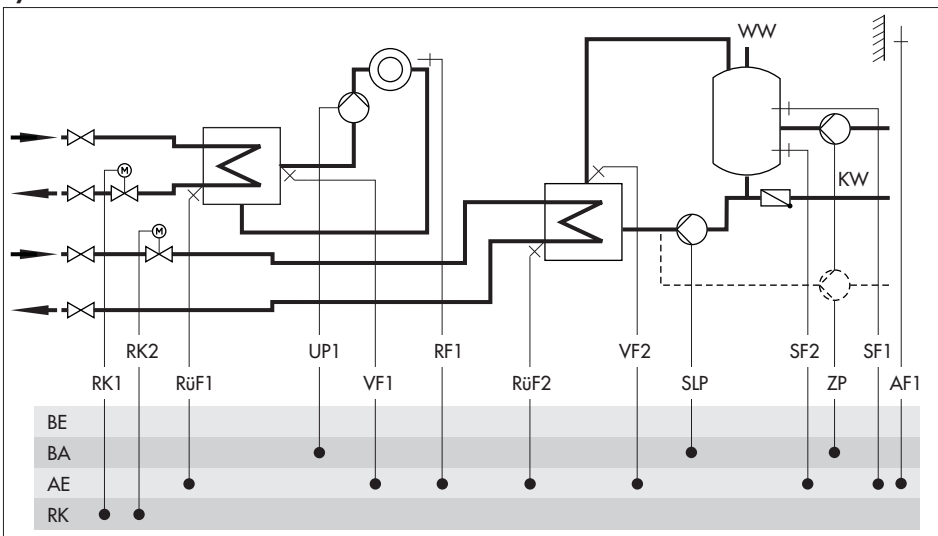 WW
M
KW
M
RK2 UP1 RF1 VF2 SF2 SF1
RK1 RüF1 VF1 RüF2 SLP ZP AF1
BE
BA
AE
RK